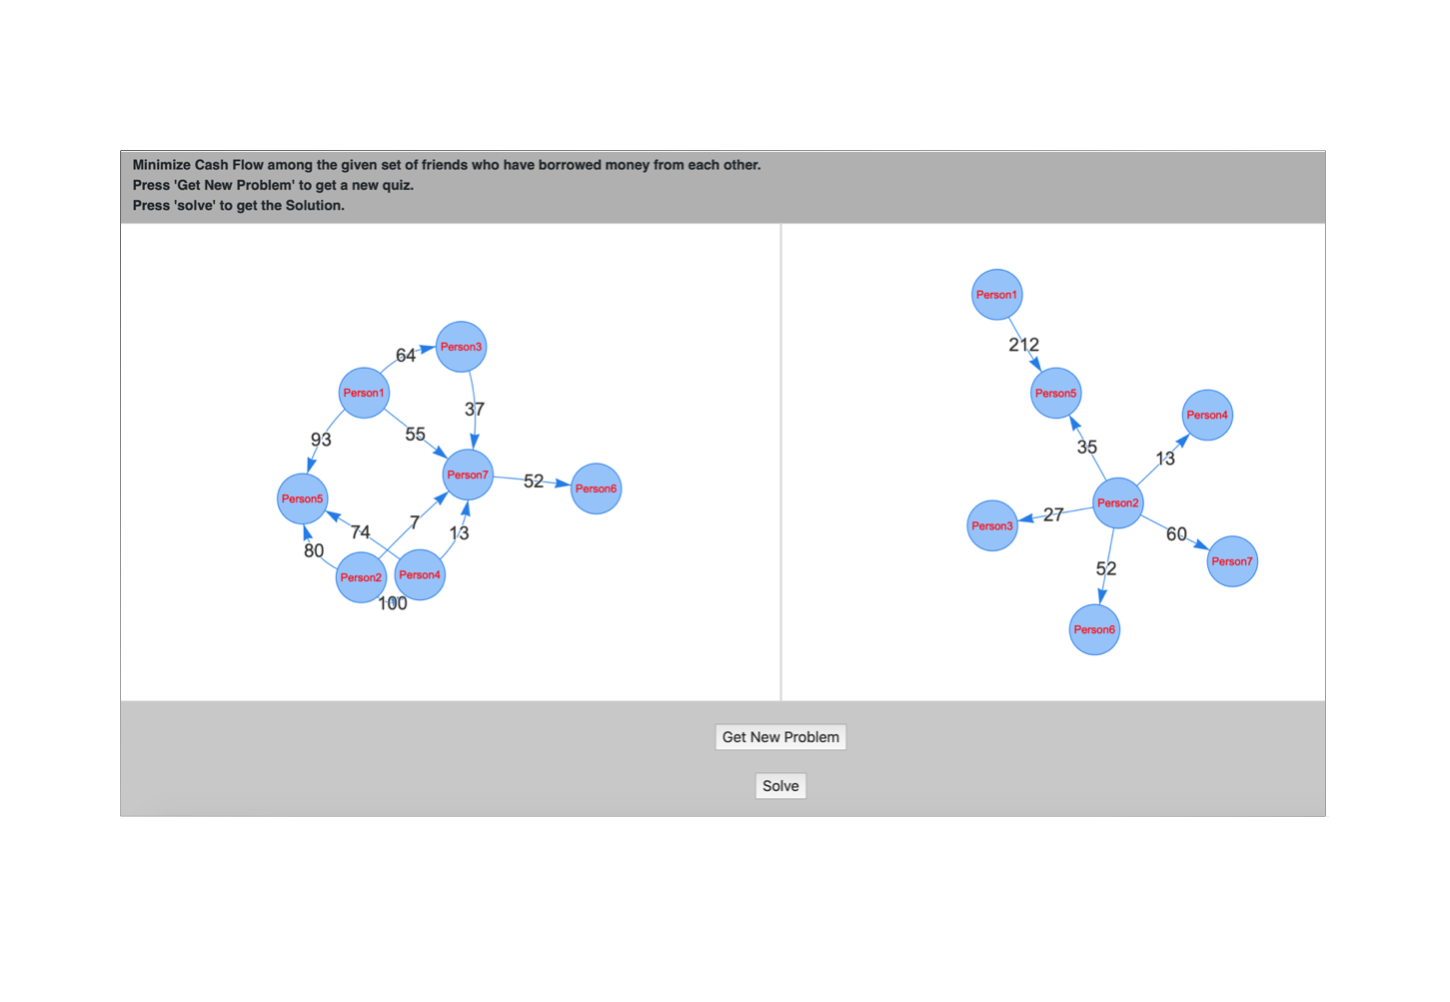 Minimize Cash Flow among the given set of friends who have borrowed money from each other.
Press 'Get New Problem' to get a new quiz.
Press 'solve' to get the Solution.
Person3
64
Person1
37
55
93
Person7
52
Person6
Person5
7
74
13
80
Person2
Person4
100
Person1
212
Person5
Person4
35
13
Person2
27
Person3
60
Person7
52
Person6
Get New Problem
Solve